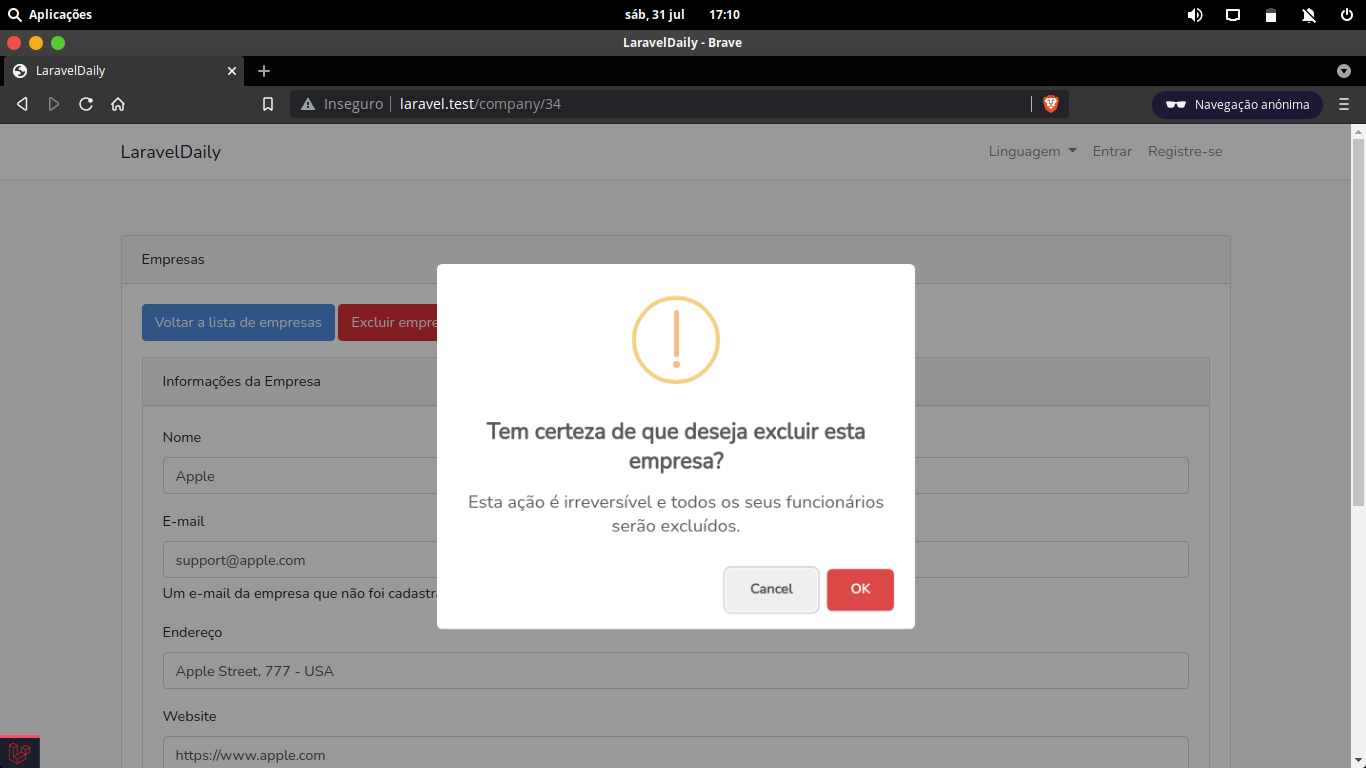 Aplicações
sáb, 31 jul 17:10
LaravelDaily - Brave
LaravelDaily
Inseguro laravel.test/company/34
Navegação anónima
LaravelDaily
Linguagem Entrar Registre-se
Empresas
Voltar a lista de empresas
Excluir empre
Informações da Empresa
Nome
Apple
E-mail
support@apple.com
Um e-mail da empresa que não foi cadastra
Endereço
Apple Street, 777 - USA
Website
https://www.apple.com
Tem certeza de que deseja excluir esta
empresa?
Esta ação é irreversível e todos os seus funcionários
serão excluídos.
Cancel OK